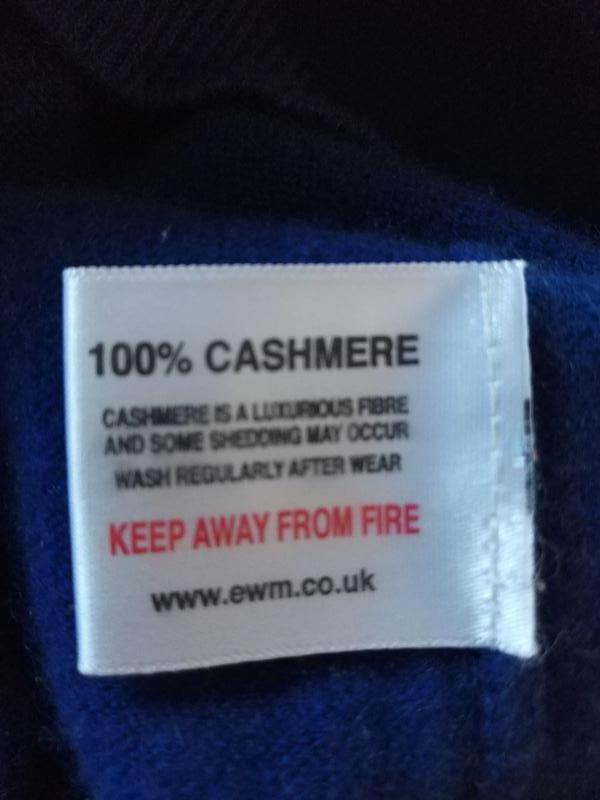 100% CASHMERE
CASHMERE IS A LUXURIOUS FIBRE
AND SOME SHEDDING MAY OCCUR
WASH REGULARLY AFTER WEAR
KEEP AWAY FROM FIRE
www.ewm.co.uk